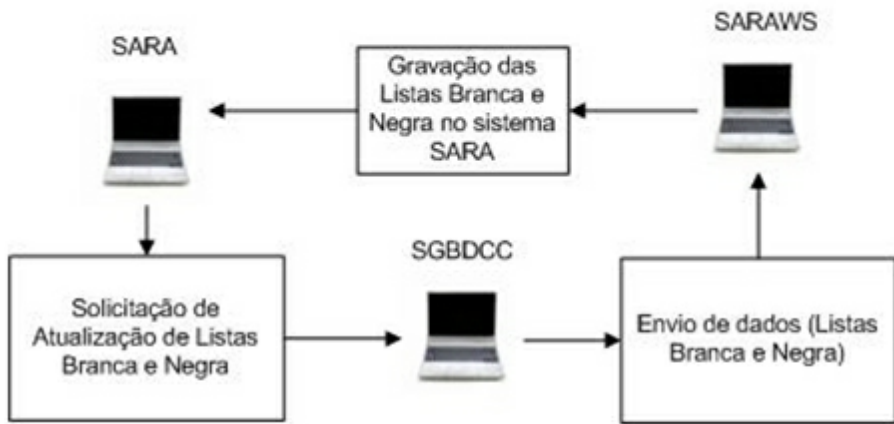 SARA
SARAWS
Gravação das
Listas Branca e
Negra no sistema
SARA
SGBDCC
Solicitação de
Atualização de Listas
Branca e Negra
Envio de dados (Listas
Branca e Negra)